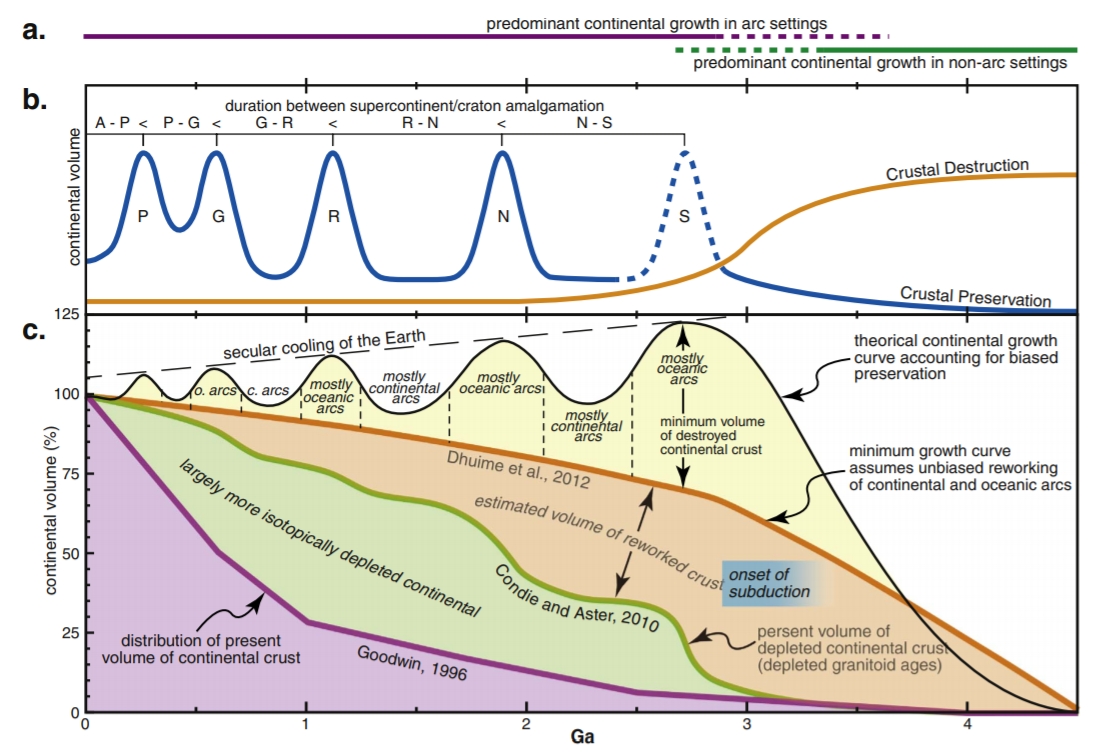 a.
predominant continental growth in arc settings
predominant continental growth in non-arc settings
b.
duration between supercontinent/craton amalgamation
A - P < P - G < G - R < R - N < N - S
continental volume
P
G
R
N
S
Crustal Destruction
Crustal Preservation
c.
125
100
75
50
25
0
continental volume (%)
secular cooling of the Earth
o. arcs
c. arcs
mostly
oceanic
arcs
mostly
continental
arcs
mostly
oceanic arcs
mostly
continental
arcs
mostly
oceanic
arcs
minimum volume
of destroyed
continental crust
theorical continental growth
curve accounting for biased
preservation
minimum growth curve
assumes unbiased reworking
of continental and oceanic arcs
Dhuime et al., 2012
estimated volume of reworked crust
largely more isotopically depleted continental
Condie and Aster, 2010
onset of
subduction
persent volume of
depleted continental crust
(depleted granitoid ages)
distribution of present
volume of continental crust
Goodwin, 1996
0
1
2
3
4
Ga